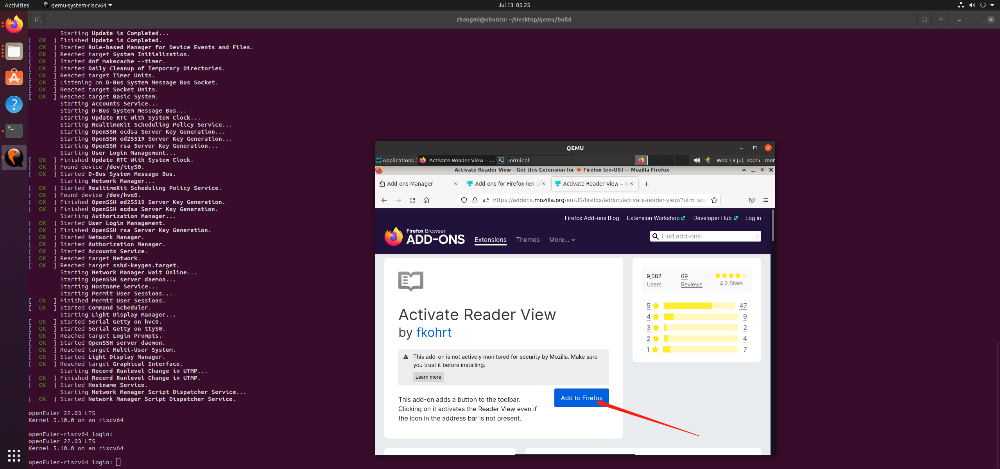 Activities
qemu-system-riscv64
Jul 13 05:25
zhangmi@ubuntu: ~/Desktop/qemu/build
Starting Update is Completed...
[  OK  ] Finished Update is Completed.
[  OK  ] Started Rule-based Manager for Device Events and Files.
[  OK  ] Reached target System Initialization.
[  OK  ] Started dnf makecache --timer.
[  OK  ] Started Daily Cleanup of Temporary Directories.
[  OK  ] Reached target Timer Units.
[  OK  ] Listening on D-Bus System Message Bus Socket.
[  OK  ] Reached target Socket Units.
[  OK  ] Reached target Basic System.
Starting Accounts Service...
Starting D-Bus System Message Bus...
Starting Update RTC With System Clock...
Starting RealtimeKit Scheduling Policy Service...
Starting OpenSSH ecdsa Server Key Generation...
Starting OpenSSH ed25519 Server Key Generation...
Starting OpenSSH rsa Server Key Generation...
Starting User Login Management...
[  OK  ] Finished Update RTC With System Clock.
[  OK  ] Found device /dev/ttyS0.
[  OK  ] Started D-Bus System Message Bus.
Starting Network Manager...
[  OK  ] Started RealtimeKit Scheduling Policy Service.
[  OK  ] Found device /dev/hvc0.
[  OK  ] Finished OpenSSH ed25519 Server Key Generation.
[  OK  ] Finished OpenSSH ecdsa Server Key Generation.
Starting Authorization Manager...
[  OK  ] Started User Login Management.
[  OK  ] Finished OpenSSH rsa Server Key Generation.
[  OK  ] Started Network Manager.
[  OK  ] Started Authorization Manager.
[  OK  ] Started Accounts Service.
[  OK  ] Reached target Network.
[  OK  ] Reached target sshd-keygen.target.
Starting Network Manager Wait Online...
Starting OpenSSH server daemon...
Starting Hostname Service...
Starting Permit User Sessions...
[  OK  ] Finished Permit User Sessions.
[  OK  ] Started Command Scheduler.
Starting Light Display Manager...
[  OK  ] Started Serial Getty on hvc0.
[  OK  ] Started Serial Getty on ttyS0.
[  OK  ] Reached target Login Prompts.
[  OK  ] Started OpenSSH server daemon.
[  OK  ] Reached target Multi-User System.
[  OK  ] Started Light Display Manager.
[  OK  ] Reached target Graphical Interface.
Starting Record Runlevel Change in UTMP...
[  OK  ] Finished Record Runlevel Change in UTMP.
[  OK  ] Started Hostname Service.
Starting Network Manager Script Dispatcher Service...
[  OK  ] Started Network Manager Script Dispatcher Service.
openEuler 22.03 LTS
Kernel 5.10.0 on an riscv64
openEuler-riscv64 login:
openEuler 22.03 LTS
Kernel 5.10.0 on an riscv64
openEuler-riscv64 login:
QEMU
Applications
Activate Reader View – ...
Terminal -
Wed 13 Jul, 20:25
root
Activate Reader View – Get this Extension for 🦊 Firefox (en-US) — Mozilla Firefox
Add-ons Manager
Add-ons for Firefox (en-U
Activate Reader View – G
https://addons.mozilla.org/en-US/firefox/addon/activate-reader-view/?utm_sou
Firefox Add-ons Blog
Extension Workshop
Developer Hub
Log in
Firefox Browser
ADD-ONS
Extensions
Themes
More...
Find add-ons
Activate Reader View
by fkohrt
This add-on is not actively monitored for security by Mozilla. Make sure
you trust it before installing.
Learn more
This add-on adds a button to the toolbar.
Clicking on it activates the Reader View even if
the icon in the address bar is not present.
Add to Firefox
9,082
Users
69
Reviews
4.2 Stars
5 47
4 9
3 2
2 4
1 7